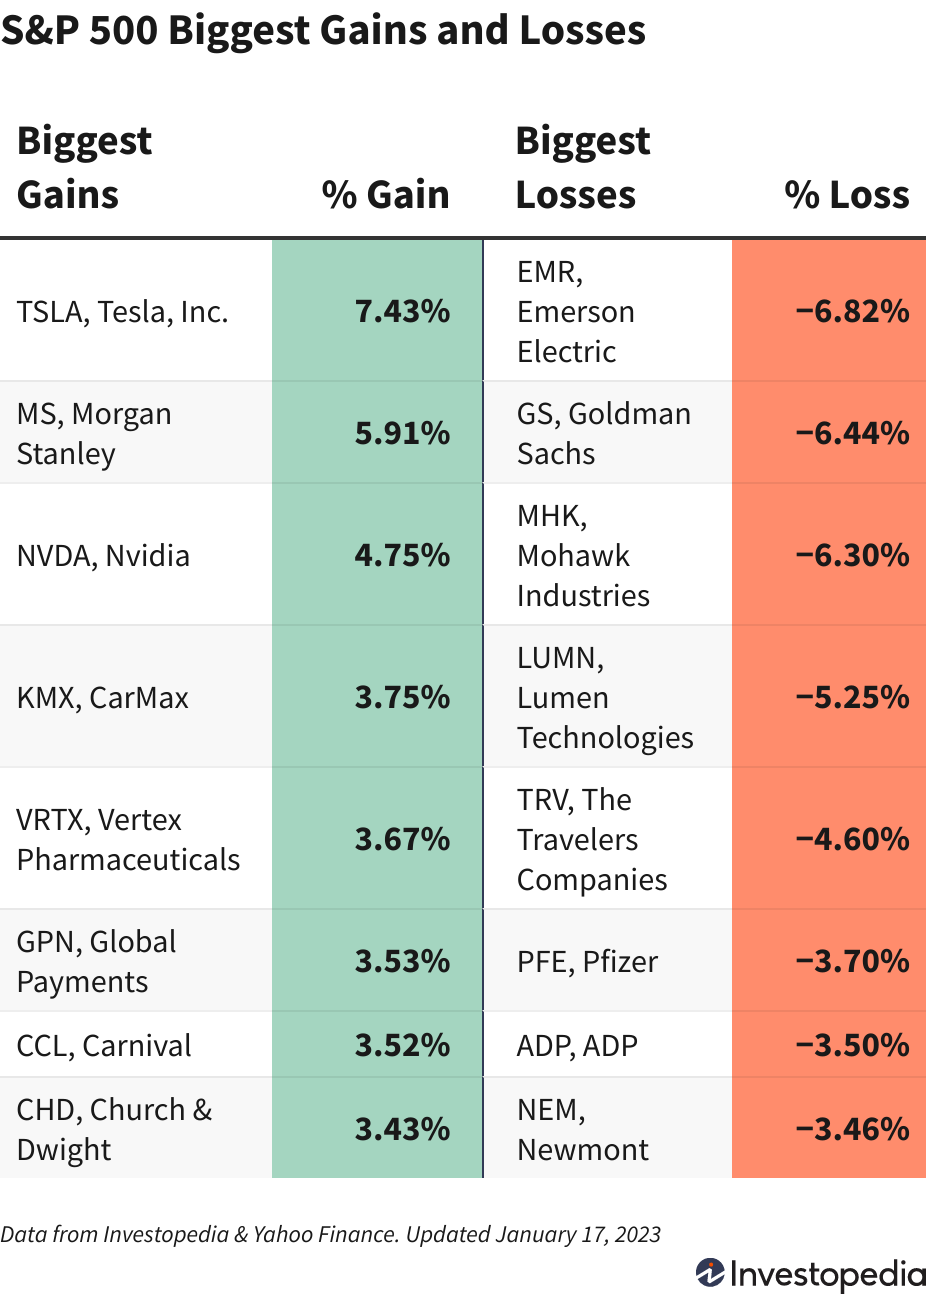 S&P 500 Biggest Gains and Losses
Biggest
Gains
% Gain
Biggest
Losses
% Loss
TSLA, Tesla, Inc.
7.43%
EMR,
Emerson
Electric
−6.82%
MS, Morgan
Stanley
5.91%
GS, Goldman
Sachs
−6.44%
NVDA, Nvidia
4.75%
MHK,
Mohawk
Industries
−6.30%
KMX, CarMax
3.75%
LUMN,
Lumen
Technologies
−5.25%
VRTX, Vertex
Pharmaceuticals
3.67%
TRV, The
Travelers
Companies
−4.60%
GPN, Global
Payments
3.53%
PFE, Pfizer
−3.70%
CCL, Carnival
3.52%
ADP, ADP
−3.50%
CHD, Church &
Dwight
3.43%
NEM,
Newmont
−3.46%
Data from Investopedia & Yahoo Finance. Updated January 17, 2023
Investopedia